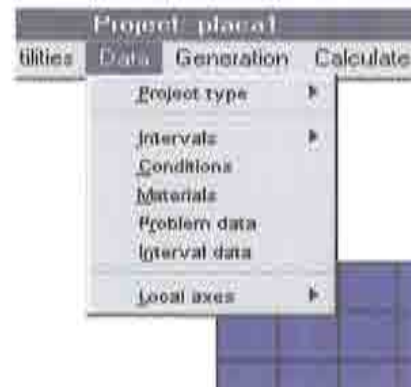 Project: placa1
tilities Data Generation Calculate
Project type
Intervals
Conditions
Materials
Problem data
Interval data
Local axes